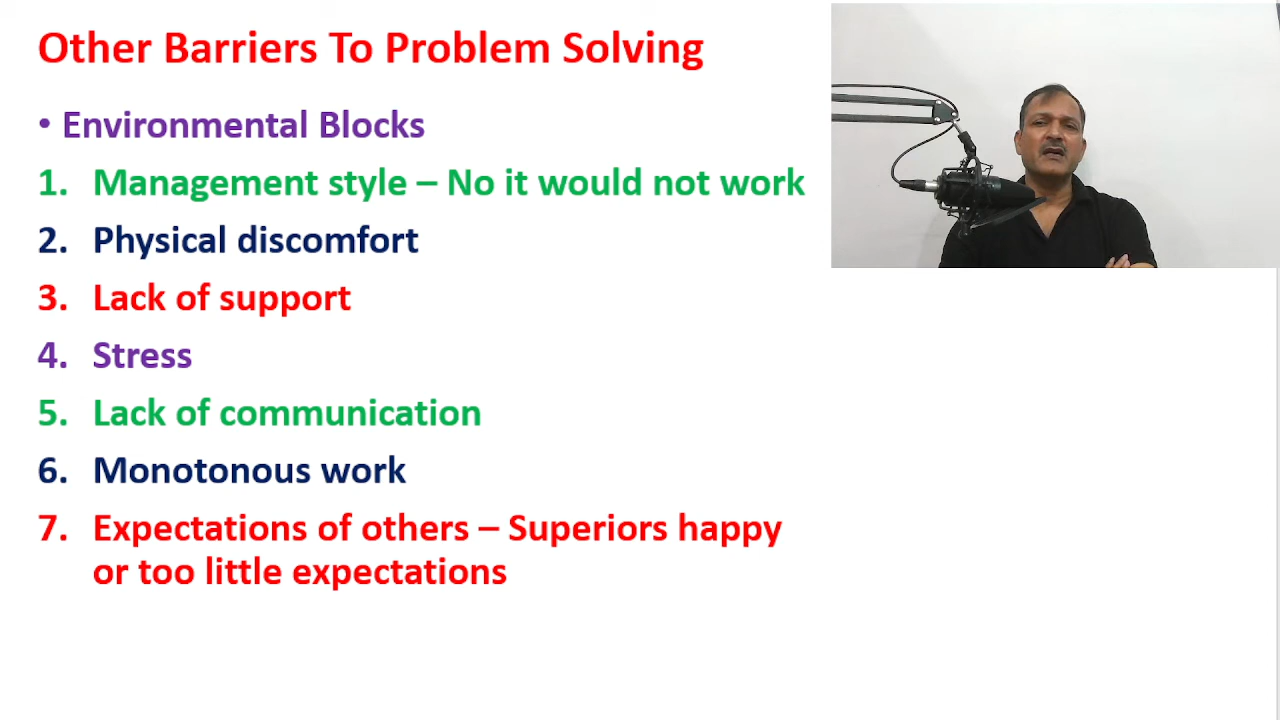 Other Barriers To Problem Solving
• Environmental Blocks
1. Management style – No it would not work
2. Physical discomfort
3. Lack of support
4. Stress
5. Lack of communication
6. Monotonous work
7. Expectations of others – Superiors happy
or too little expectations